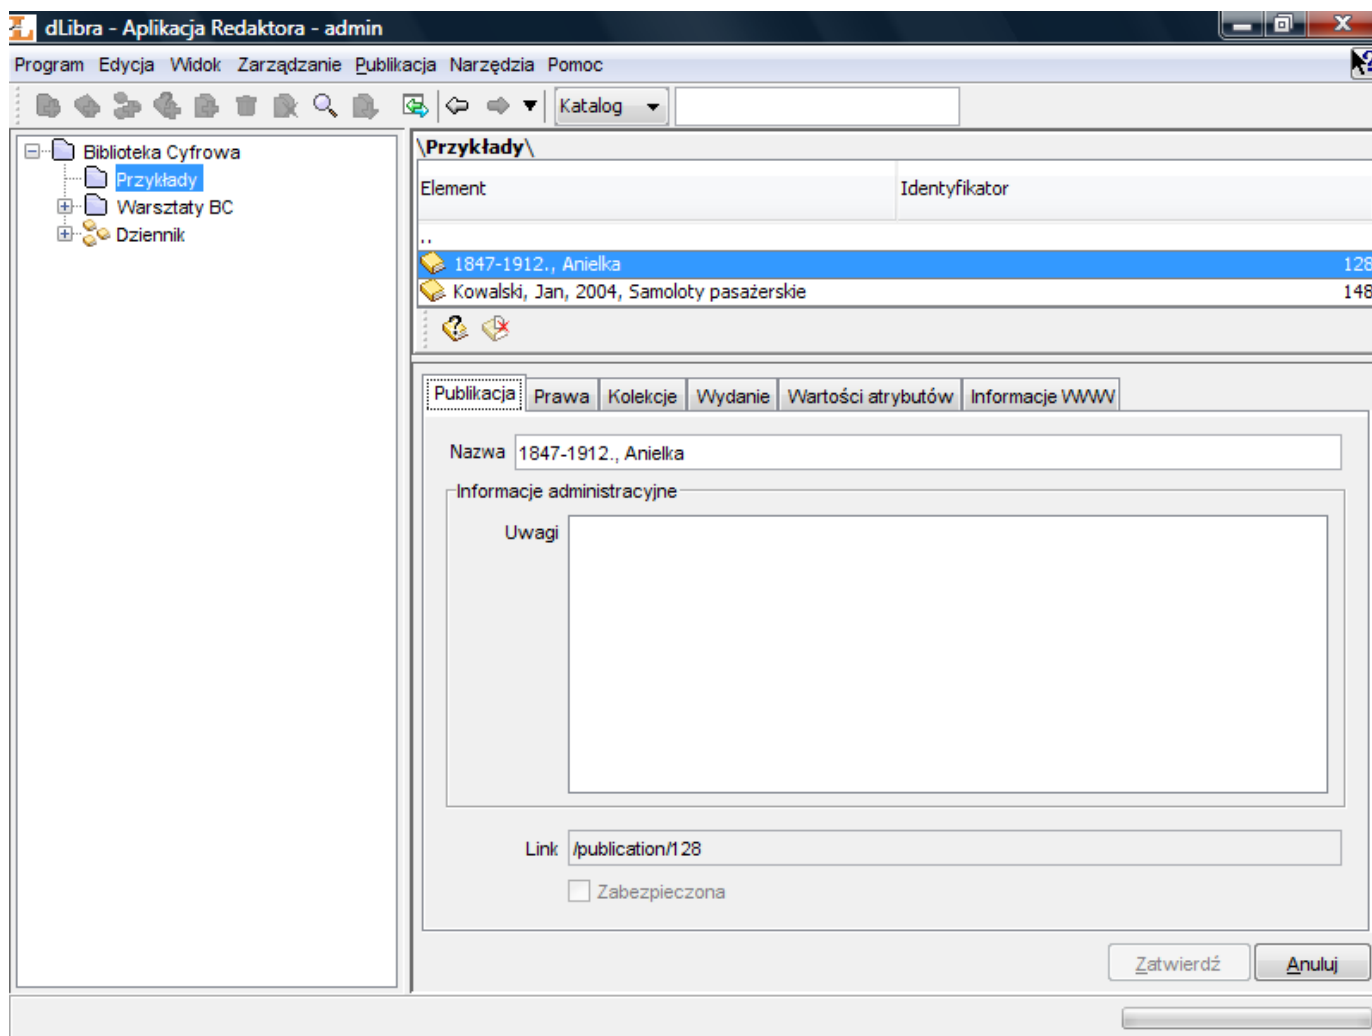 dLibra - Aplikacja Redaktora - admin
Program Edycja Widok Zarządzanie Publikacja Narzędzia Pomoc
Katalog
Biblioteka Cyfrowa
Przykłady
Warsztaty BC
Dziennik
\Przykłady\
Element Identyfikator
..
1847-1912., Anielka 128
Kowalski, Jan, 2004, Samoloty pasażerskie 148
Publikacja Prawa Kolekcje Wydanie Wartości atrybutów Informacje WWW
Nazwa 1847-1912., Anielka
Informacje administracyjne
Uwagi
Link /publication/128
Zabezpieczona
Zatwierdź Anuluj